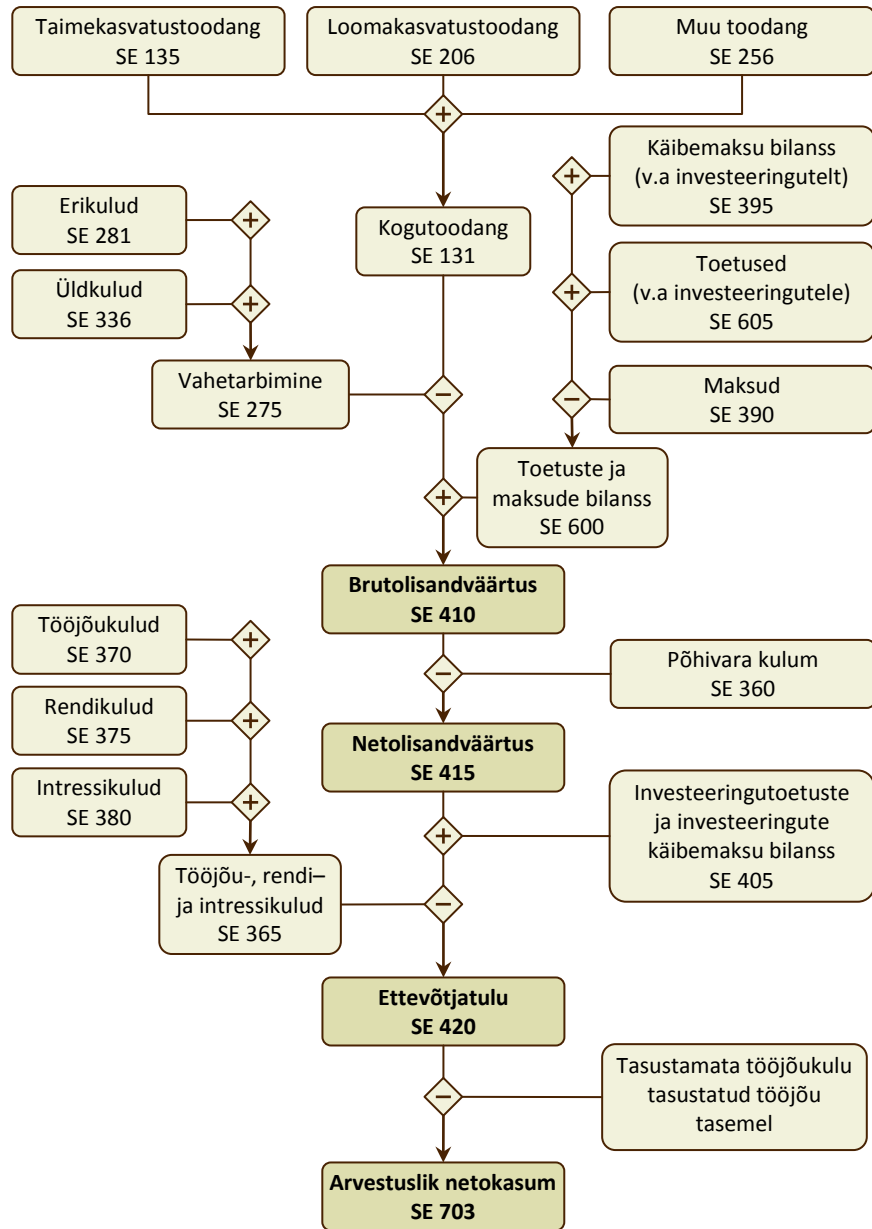 Taimekasvatustoodang
SE 135
Loomakasvatustoodang
SE 206
Muu toodang
SE 256
+
Käibemaksu bilanss
(v.a investeeringutelt)
SE 395
+
Erikulud
SE 281
+
Kogutoodang
SE 131
Toetused
(v.a investeeringutele)
SE 605
+
Üldkulud
SE 336
+
Vahetarbimine
SE 275
−
Maksud
SE 390
−
Toetuste ja
maksude bilanss
SE 600
+
Brutolisandväärtus
SE 410
Tööjõukulud
SE 370
+
−
Põhivara kulum
SE 360
Rendikulud
SE 375
+
Netolisandväärtus
SE 415
Intressikulud
SE 380
+
+
Investeeringutoetuste
ja investeeringute
käibemaksu bilanss
SE 405
Tööjõu-, rendi–
ja intressikulud
SE 365
−
Ettevõtjatulu
SE 420
−
Tasustamata tööjõukulu
tasustatud tööjõu
tasemel
Arvestuslik netokasum
SE 703